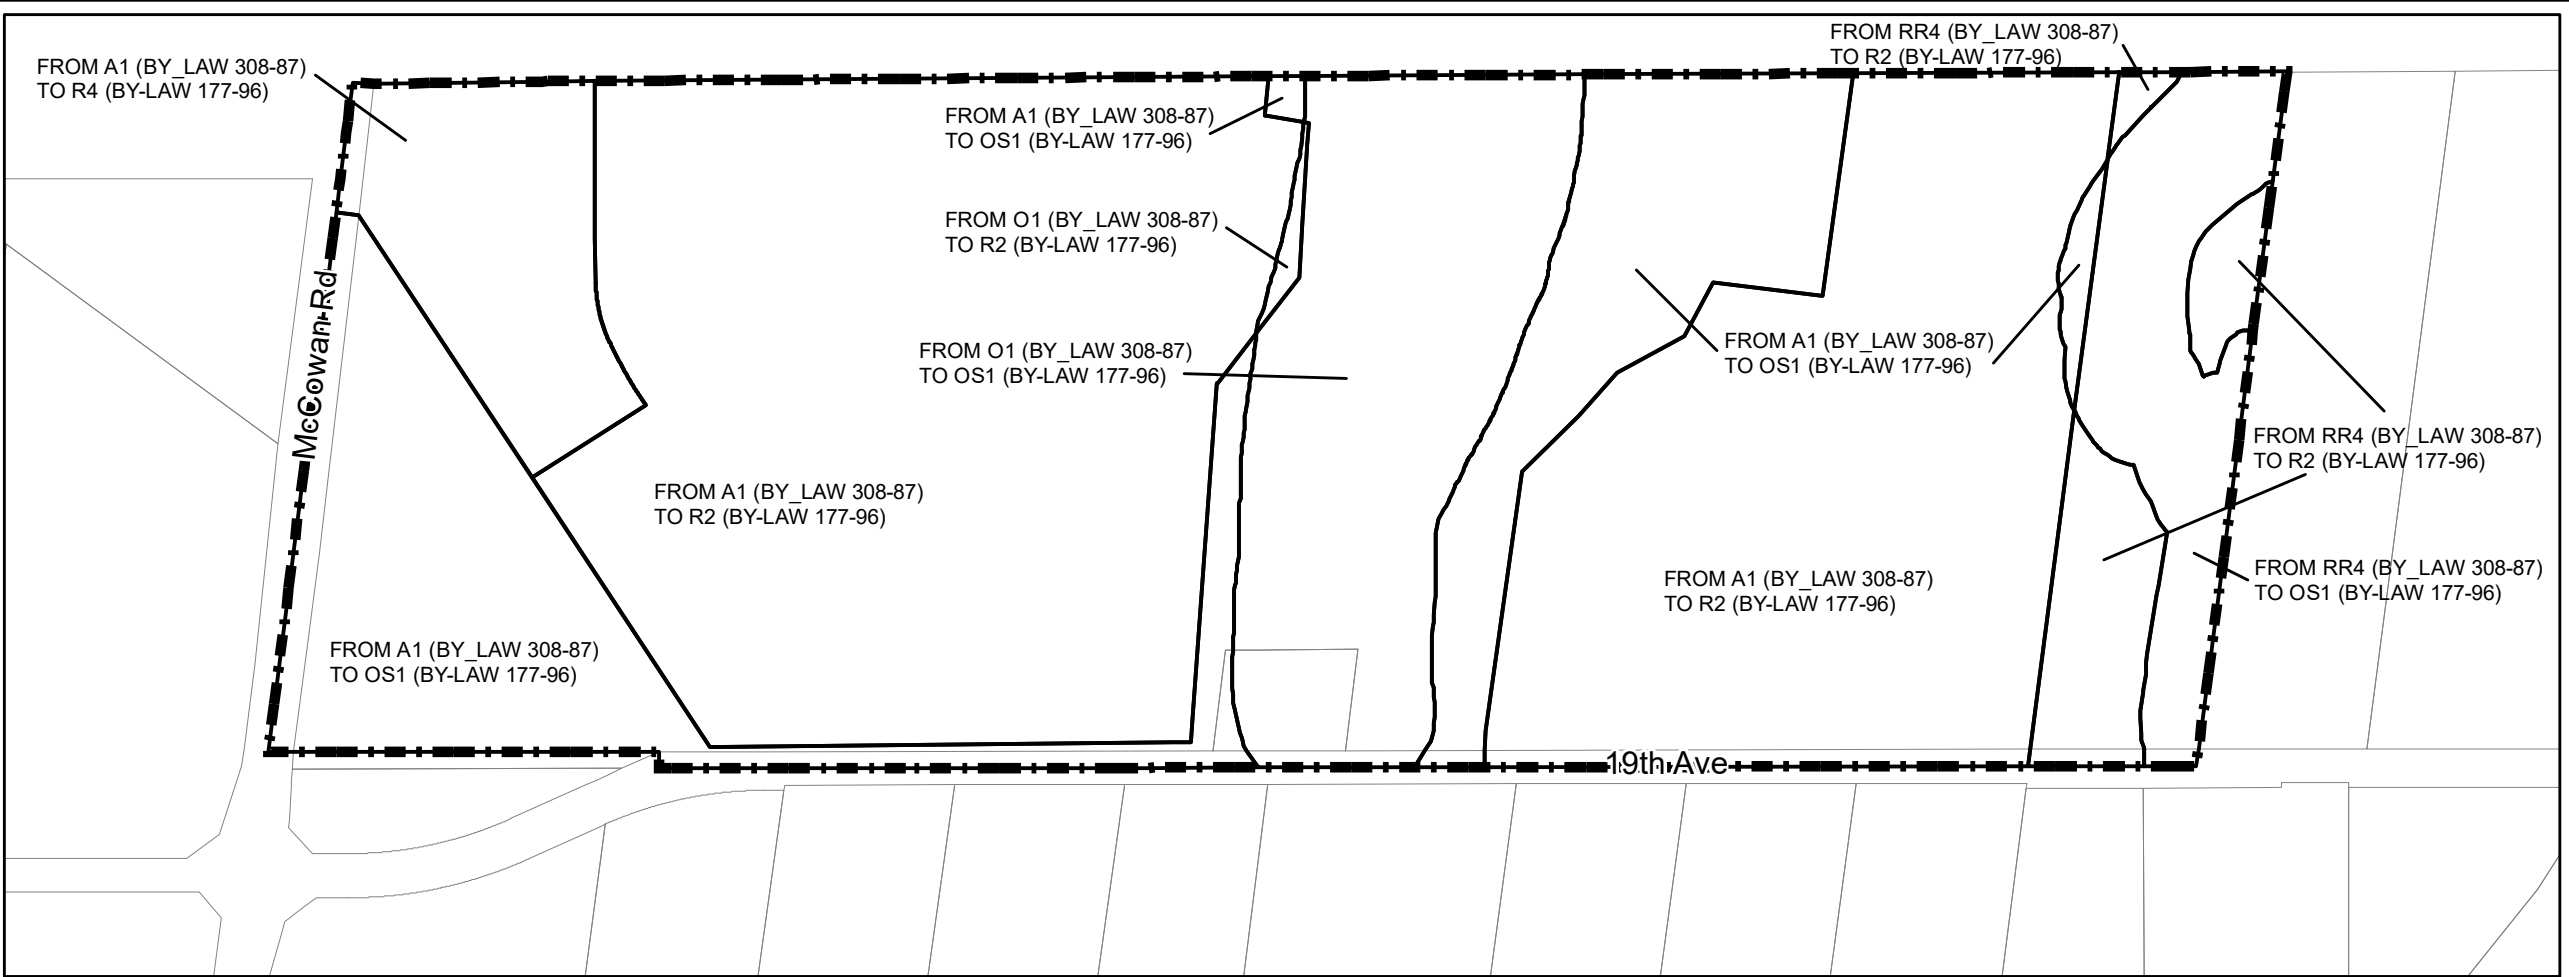 FROM RR4 (BY_LAW 308-87)
TO R2 (BY-LAW 177-96)
FROM A1 (BY_LAW 308-87)
TO R4 (BY-LAW 177-96)
FROM A1 (BY_LAW 308-87)
TO OS1 (BY-LAW 177-96)
FROM O1 (BY_LAW 308-87)
TO R2 (BY-LAW 177-96)
McCowan Rd
FROM O1 (BY_LAW 308-87)
TO OS1 (BY-LAW 177-96)
FROM A1 (BY_LAW 308-87)
TO OS1 (BY-LAW 177-96)
FROM RR4 (BY_LAW 308-87)
TO R2 (BY-LAW 177-96)
FROM A1 (BY_LAW 308-87)
TO R2 (BY-LAW 177-96)
FROM A1 (BY_LAW 308-87)
TO R2 (BY-LAW 177-96)
FROM RR4 (BY_LAW 308-87)
TO OS1 (BY-LAW 177-96)
FROM A1 (BY_LAW 308-87)
TO OS1 (BY-LAW 177-96)
19th Ave